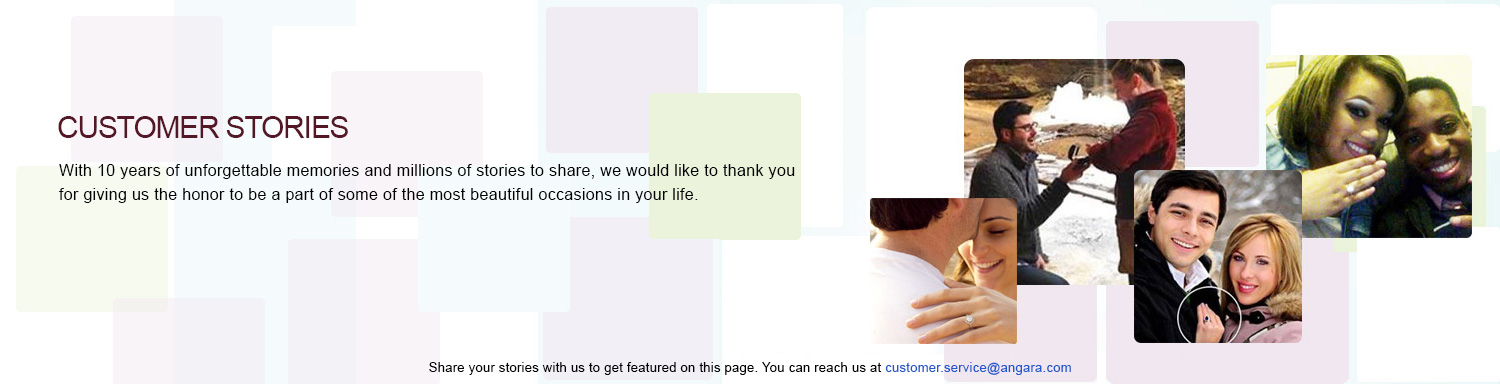 CUSTOMER STORIES
With 10 years of unforgettable memories and millions of stories to share, we would like to thank you
for giving us the honor to be a part of some of the most beautiful occasions in your life.
Share your stories with us to get featured on this page. You can reach us at customer.service@angara.com